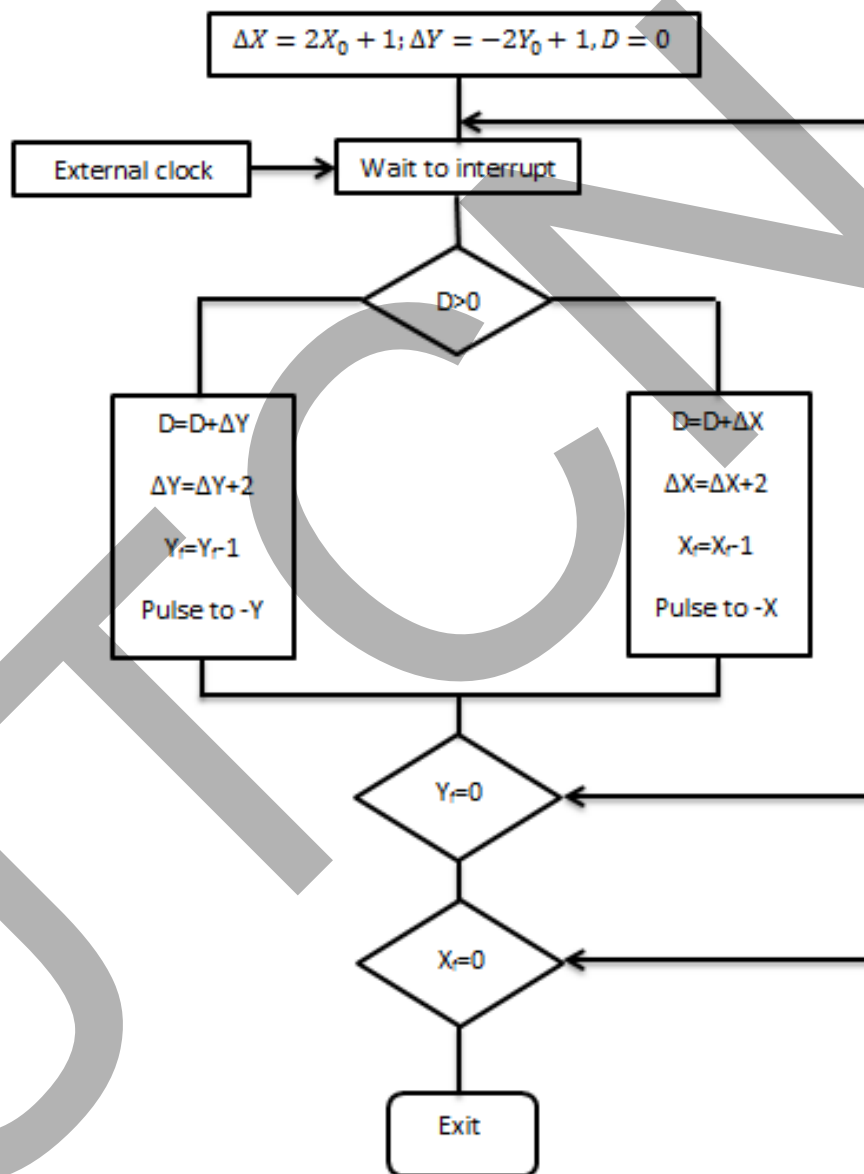 ΔX = 2X₀ + 1; ΔY = −2Y₀ + 1, D = 0
External clock
Wait to interrupt
D>0
D=D+ΔY
ΔY=ΔY+2
Yᵣ=Yᵣ-1
Pulse to -Y
D=D+ΔX
ΔX=ΔX+2
Xᵣ=Xᵣ-1
Pulse to -X
Yᵣ=0
Xᵣ=0
Exit